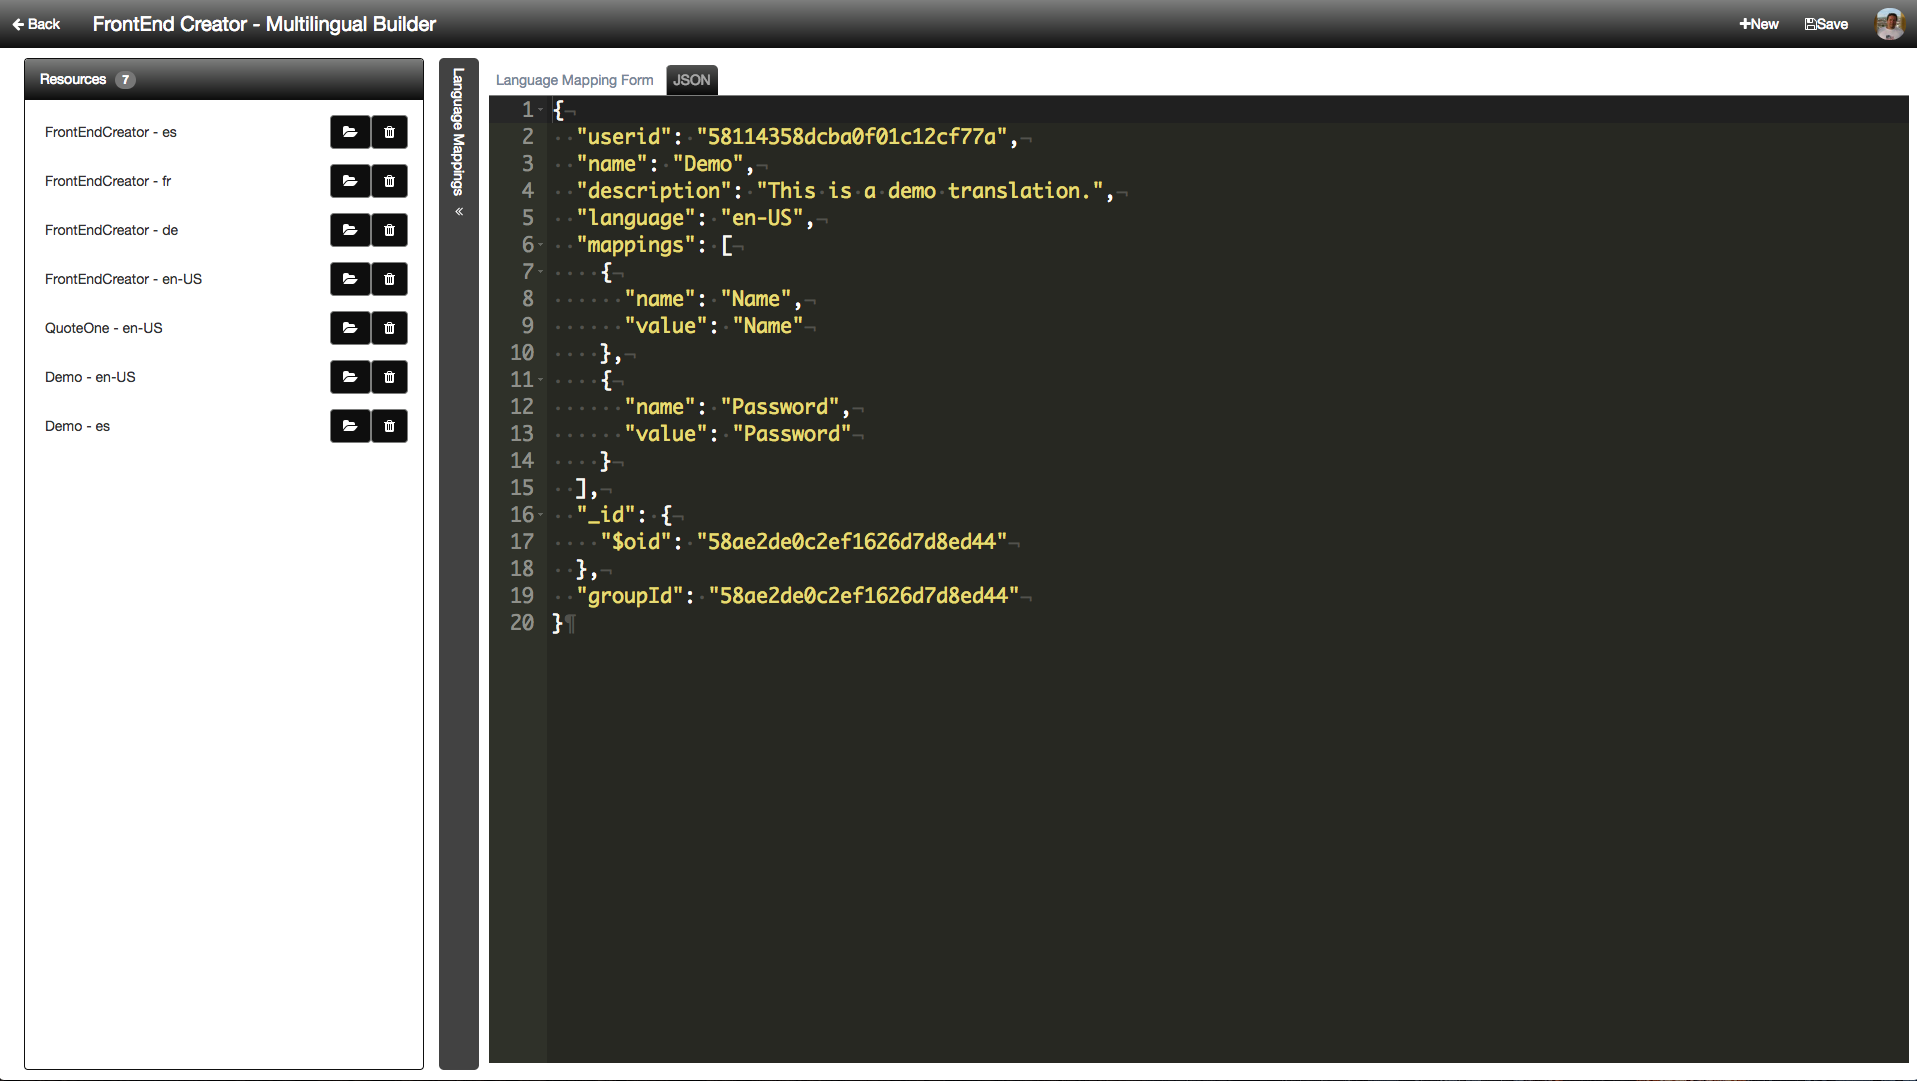 Back
FrontEnd Creator - Multilingual Builder
New
Save
Resources 7
FrontEndCreator - es
FrontEndCreator - fr
FrontEndCreator - de
FrontEndCreator - en-US
QuoteOne - en-US
Demo - en-US
Demo - es
Language Mappings
Language Mapping Form
JSON
1 {
2 "userid": "58114358dcba0f01c12cf77a",
3 "name": "Demo",
4 "description": "This is a demo translation.",
5 "language": "en-US",
6 "mappings": [
7 {
8 "name": "Name",
9 "value": "Name"
10 },
11 {
12 "name": "Password",
13 "value": "Password"
14 }
15 ],
16 "_id": {
17 "$oid": "58ae2de0c2ef1626d7d8ed44"
18 },
19 "groupId": "58ae2de0c2ef1626d7d8ed44"
20 }